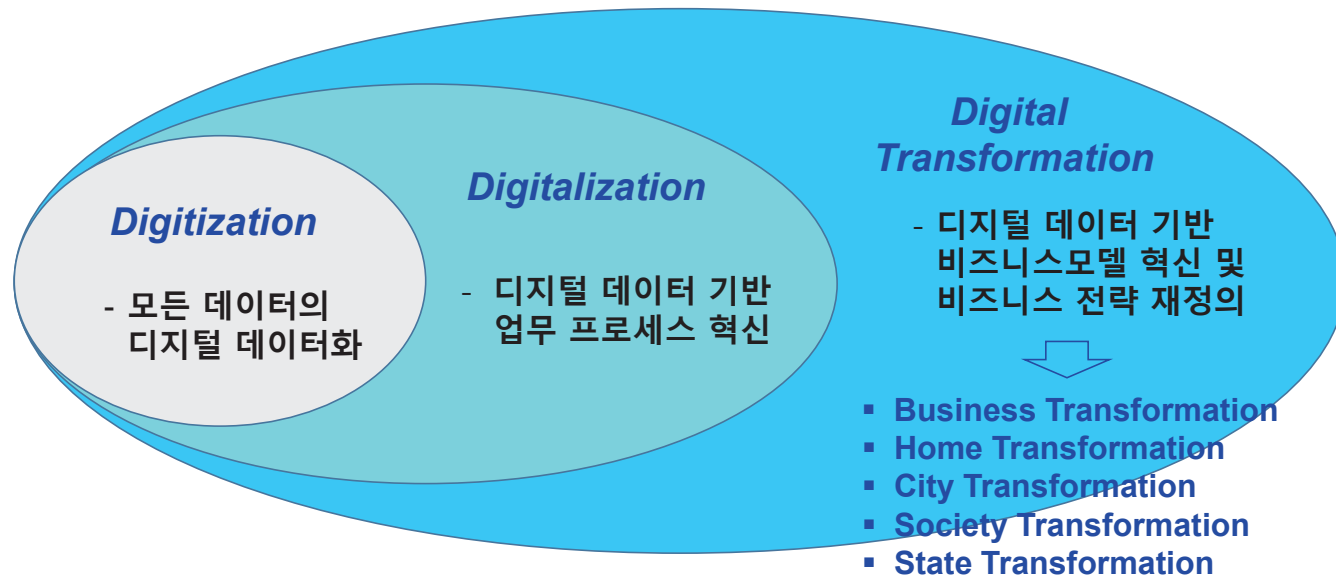 Digitization
- 모든 데이터의
디지털 데이터화
Digitalization
- 디지털 데이터 기반
업무 프로세스 혁신
Digital
Transformation
- 디지털 데이터 기반
비즈니스모델 혁신 및
비즈니스 전략 재정의
▪ Business Transformation
▪ Home Transformation
▪ City Transformation
▪ Society Transformation
▪ State Transformation